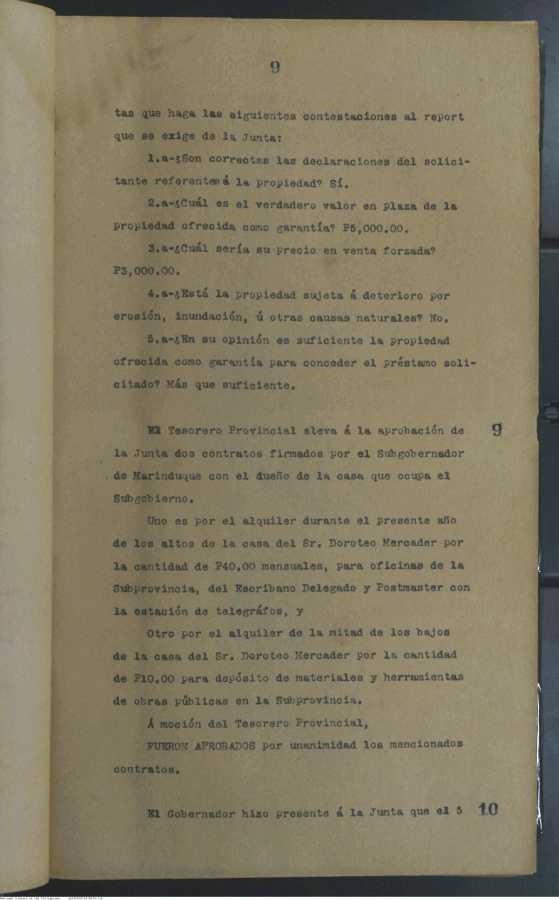 9
tas que haga las siguientes contestaciones al report
que se exige de la Junta:
1.a-¿Son correctas las declaraciones del solici-
tante referentes á la propiedad? Sí.
2.a-¿Cuál es el verdadero valor en plaza de la
propiedad ofrecida como garantía? P5,000.00.
3.a-¿Cuál sería su precio en venta forzada?
P3,000.00.
4.a-¿Está la propiedad sujeta á deterioro por
erosión, inundación, ú otras causas naturales? No.
5.a-¿En su opinión es suficiente la propiedad
ofrecida como garantía para conceder el préstamo soli-
citado? Más que suficiente.
El Tesorero Provincial eleva á la aprobación de 9
la Junta dos contratos firmados por el Subgobernador
de Marinduque con el dueño de la casa que ocupa el
Subgobierno.
Uno es por el alquiler durante el presente año
de los altos de la casa del Sr. Doroteo Mercader por
la cantidad de P40.00 mensuales, para oficinas de la
Subprovincia, del Escribano Delegado y Postmaster con
la estación de telegráfos, y
Otro por el alquiler de la mitad de los bajos
de la casa del Sr. Doroteo Mercader por la cantidad
de P10.00 para depósito de materiales y herramientas
de obras públicas en la Subprovincia.
Á moción del Tesorero Provincial,
FUERON APROBADOS por unanimidad los mencionados
contratos.
El Gobernador hizo presente á la Junta que el 5 10